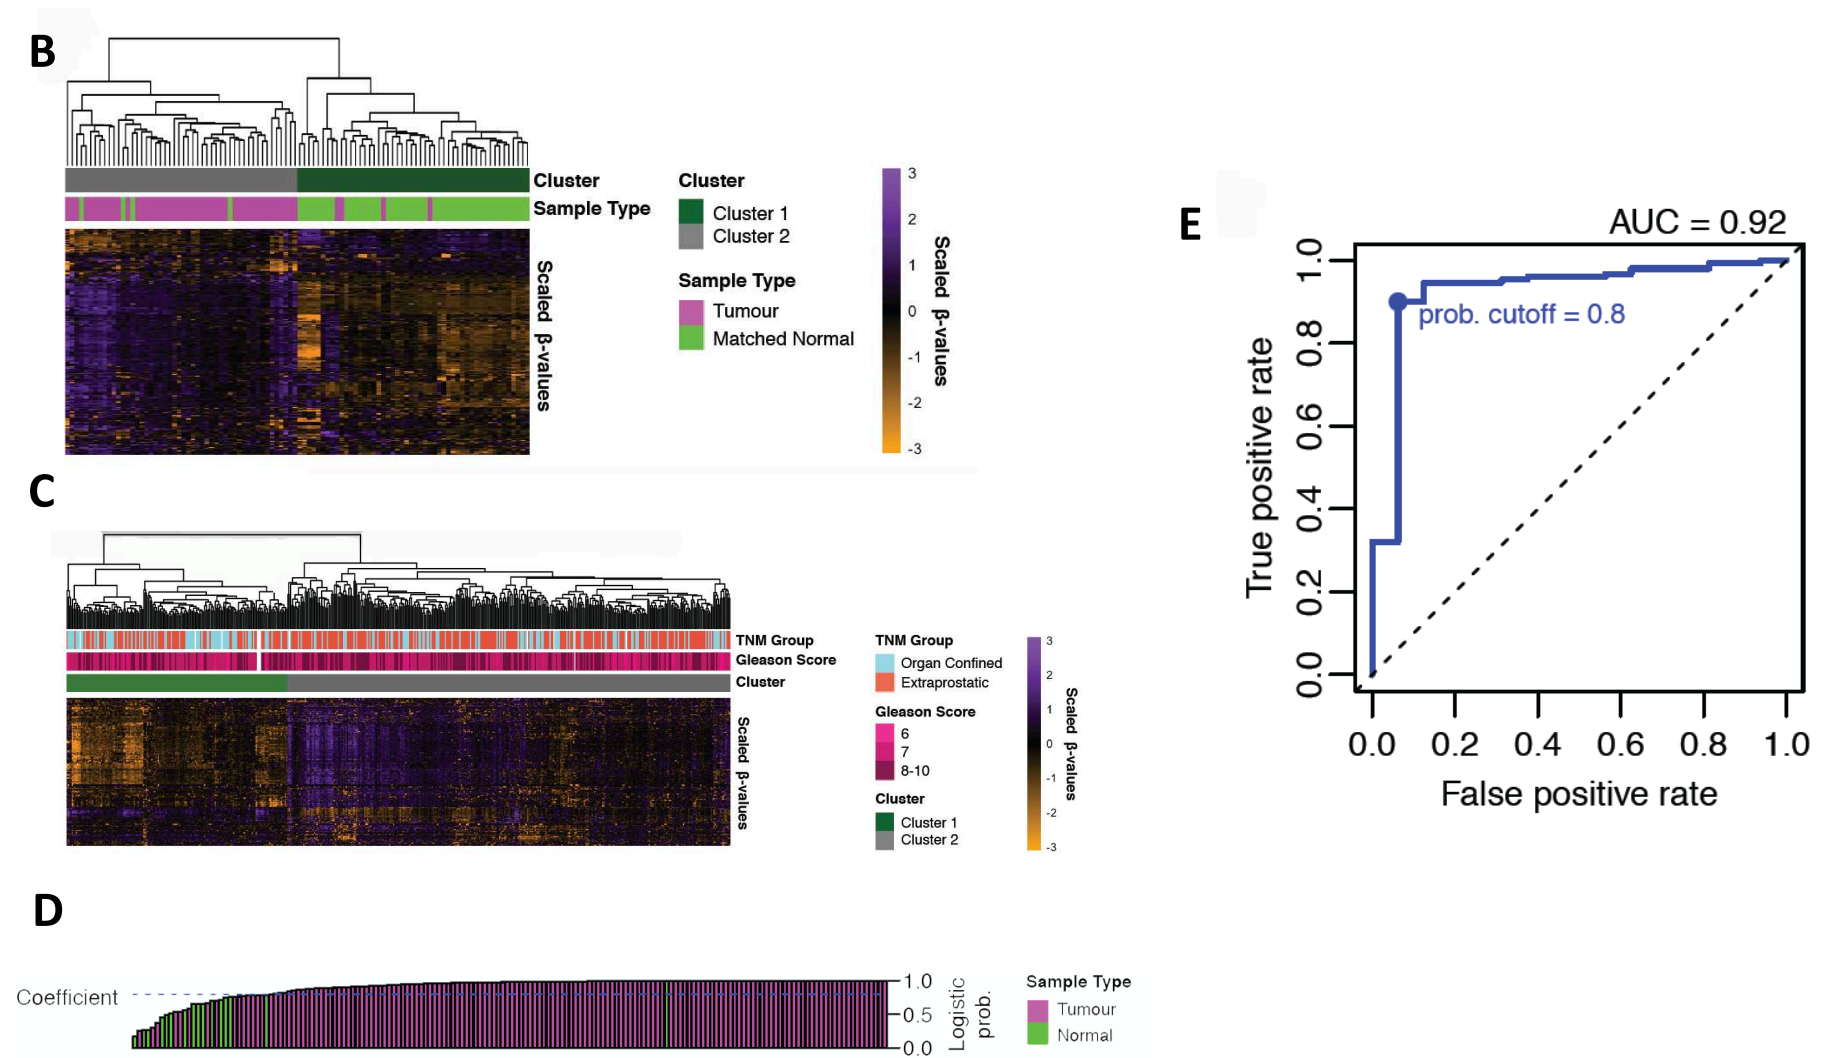 B
Cluster
Sample Type
Scaled β-values
Cluster
Cluster 1
Cluster 2
Sample Type
Tumour
Matched Normal
3
2
1
0
-1
-2
-3
Scaled β-values
C
TNM Group
Gleason Score
Cluster
Scaled β-values
TNM Group
Organ Confined
Extraprostatic
Gleason Score
6
7
8-10
Cluster
Cluster 1
Cluster 2
3
2
1
0
-1
-2
-3
Scaled β-values
D
Coefficient
1.0
0.5
0.0
Logistic
prob.
Sample Type
Tumour
Normal
E
AUC = 0.92
prob. cutoff = 0.8
True positive rate
1.0
0.8
0.6
0.4
0.2
0.0
0.0 0.2 0.4 0.6 0.8 1.0
False positive rate